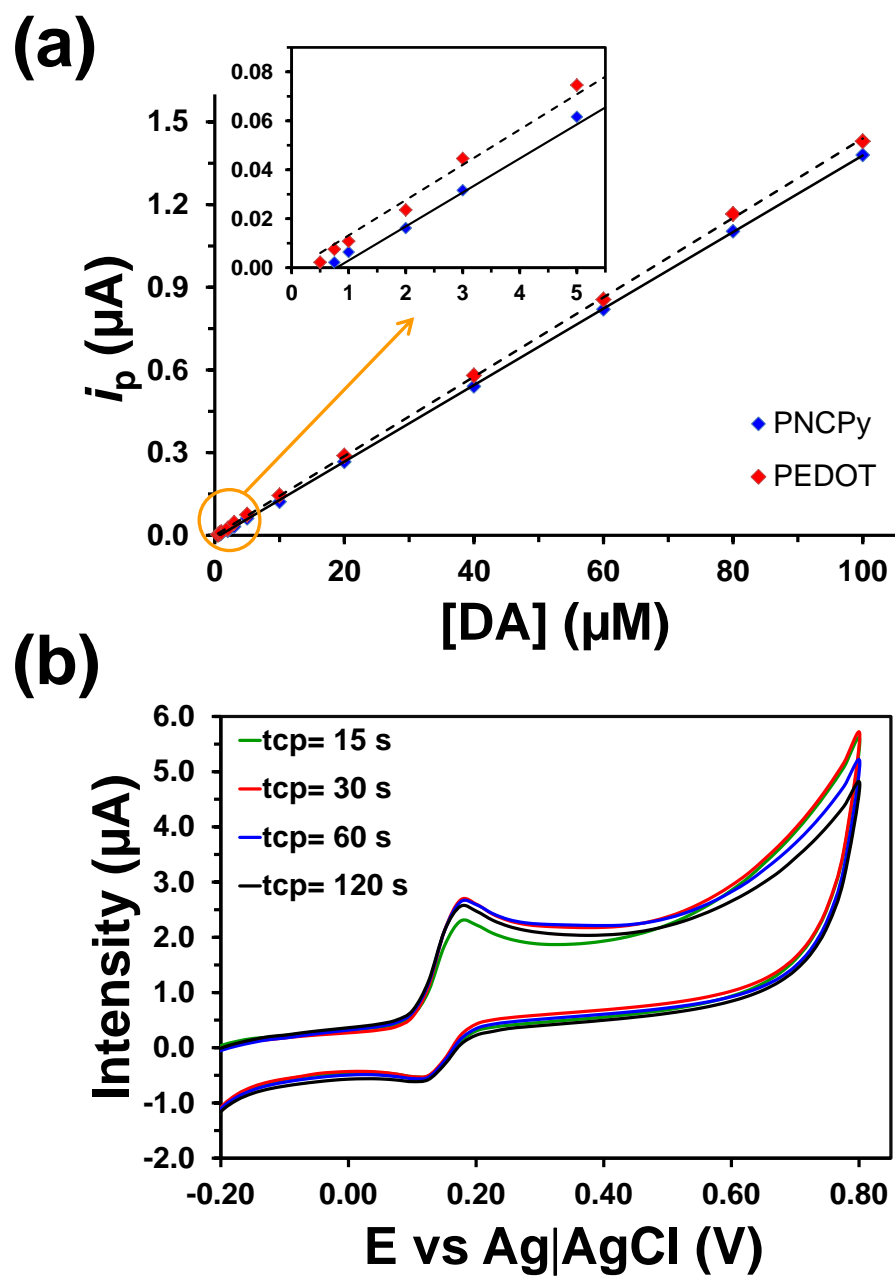 (a)
0.08
0.06
0.04
0.02
0.00
0 1 2 3 4 5
1.5
1.2
0.9
0.6
0.3
0.0
iₚ (µA)
PNCPy
PEDOT
0 20 40 60 80 100
[DA] (µM)
(b)
6.0
5.0
4.0
3.0
2.0
1.0
0.0
-1.0
-2.0
Intensity (µA)
tcp= 15 s
tcp= 30 s
tcp= 60 s
tcp= 120 s
-0.20 0.00 0.20 0.40 0.60 0.80
E vs Ag|AgCl (V)